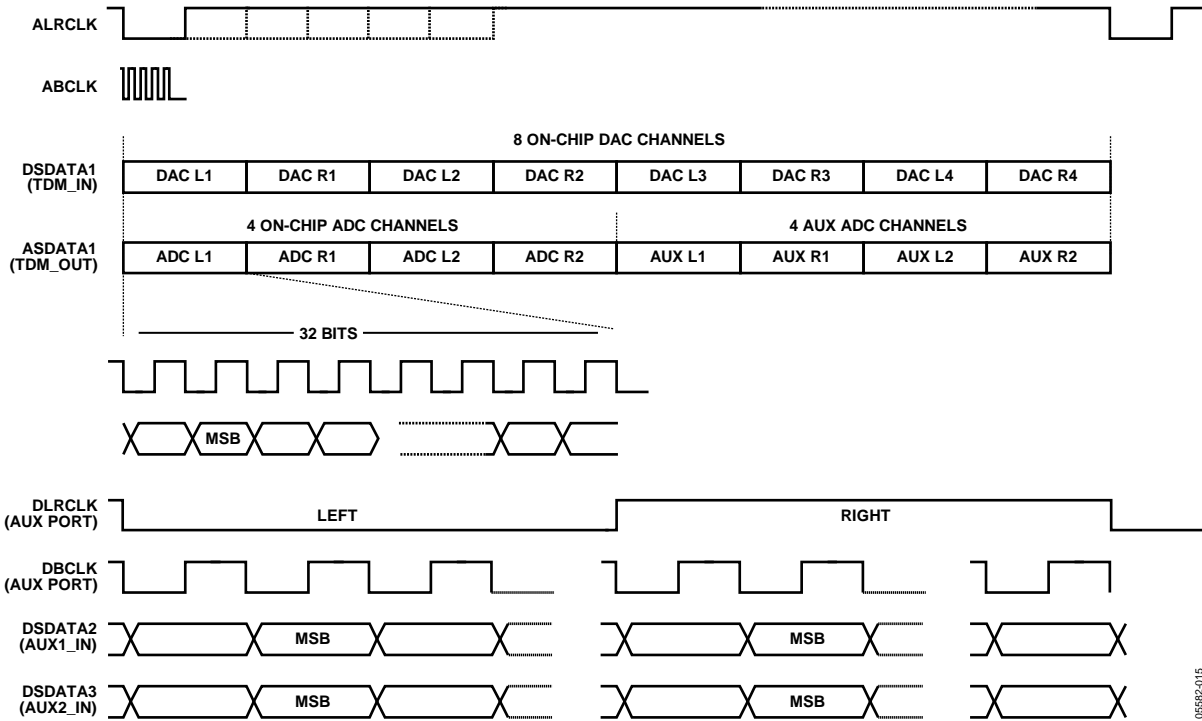 ALRCLK
ABCLK
8 ON-CHIP DAC CHANNELS
DSDATA1
(TDM_IN)
DAC L1 DAC R1 DAC L2 DAC R2 DAC L3 DAC R3 DAC L4 DAC R4
4 ON-CHIP ADC CHANNELS 4 AUX ADC CHANNELS
ASDATA1
(TDM_OUT)
ADC L1 ADC R1 ADC L2 ADC R2 AUX L1 AUX R1 AUX L2 AUX R2
32 BITS
MSB
DLRCLK
(AUX PORT)
LEFT RIGHT
DBCLK
(AUX PORT)
DSDATA2
(AUX1_IN)
MSB MSB
DSDATA3
(AUX2_IN)
MSB MSB
05582-015